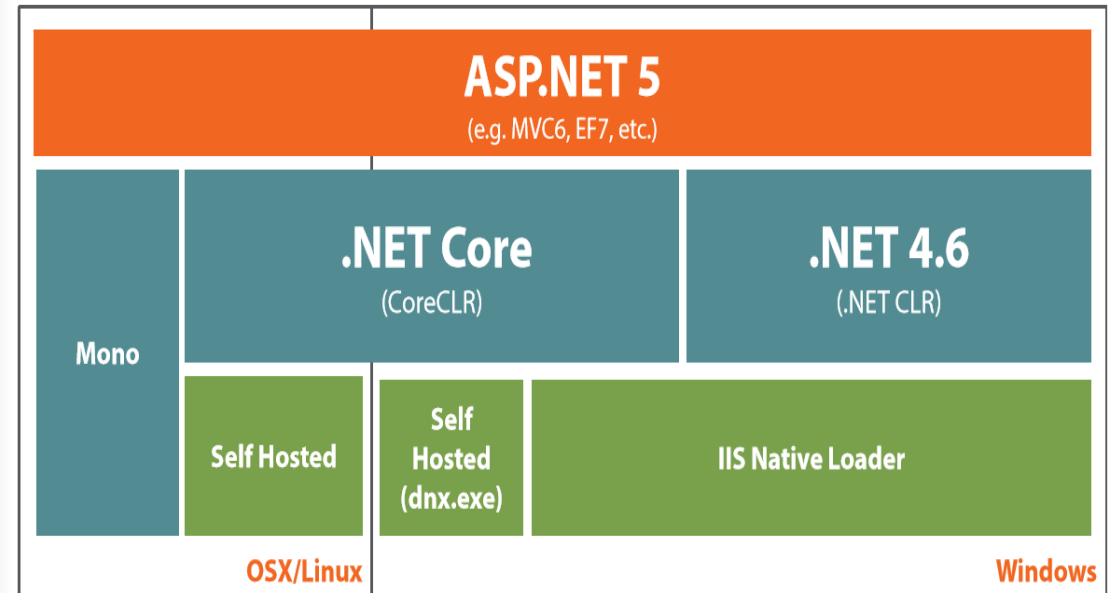 ASP.NET 5
(e.g. MVC6, EF7, etc.)
Mono
.NET Core
(CoreCLR)
.NET 4.6
(.NET CLR)
Self Hosted
Self
Hosted
(dnx.exe)
IIS Native Loader
OSX/Linux
Windows